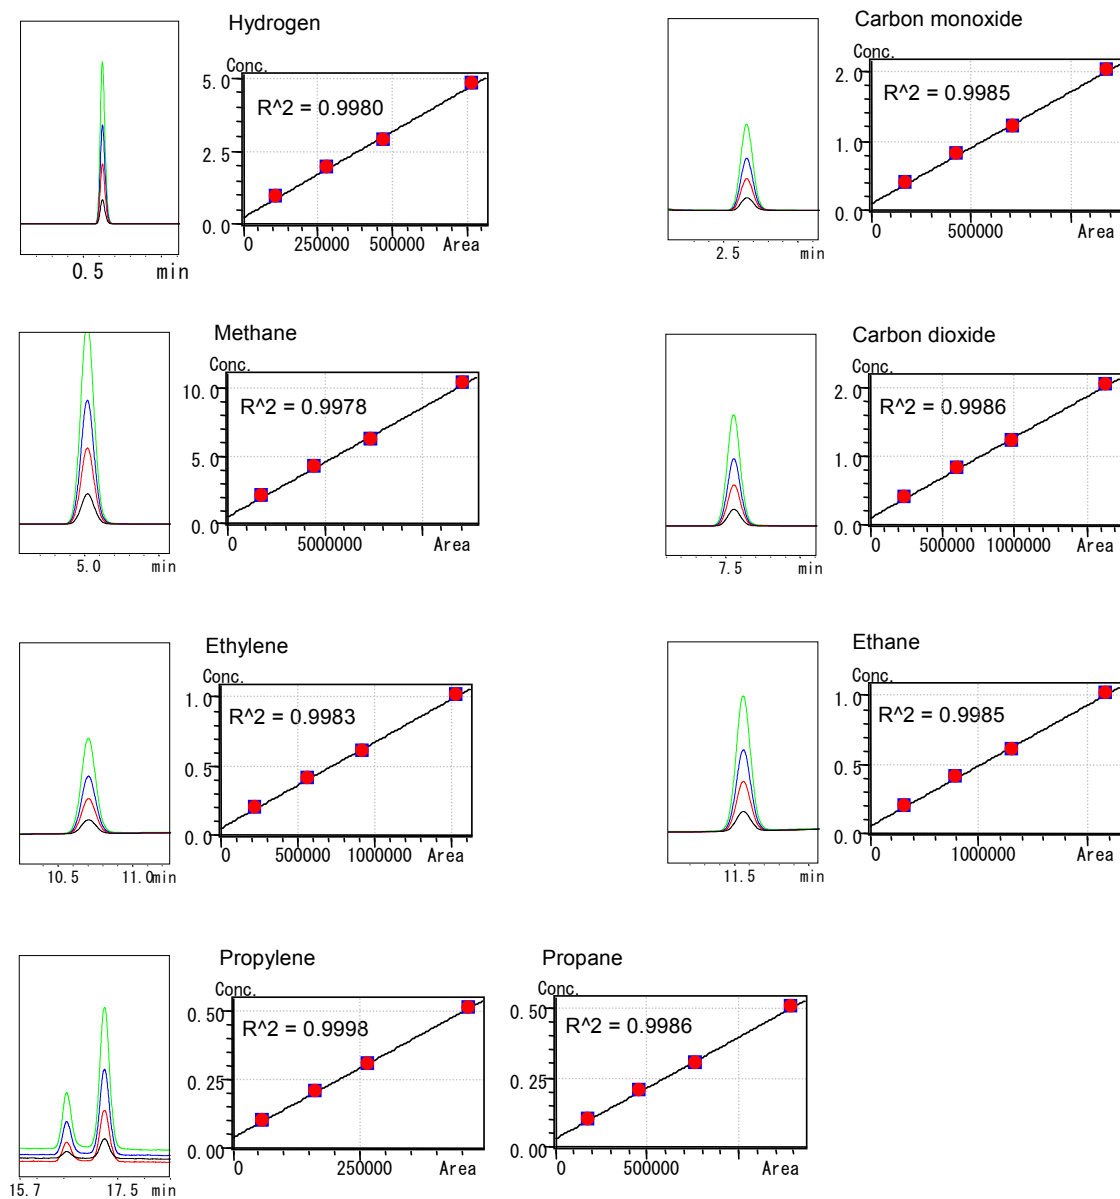 Hydrogen
Conc.
5.0
R^2 = 0.9980
2.5
0.0
0 250000 500000 Area
0.5 min
Carbon monoxide
Conc.
2.0
R^2 = 0.9985
1.0
0.0
0 500000 Area
2.5 min
Methane
Conc.
10.0
R^2 = 0.9978
5.0
0.0
0 5000000 Area
5.0 min
Carbon dioxide
Conc.
2.0
R^2 = 0.9986
1.0
0.0
0 500000 1000000 Area
7.5 min
Ethylene
Conc.
1.0
R^2 = 0.9983
0.5
0.0
0 500000 1000000 Area
10.5 11.0min
Ethane
Conc.
1.0
R^2 = 0.9985
0.5
0.0
0 1000000 Area
11.5 min
Propylene
Conc.
0.50
R^2 = 0.9998
0.25
0.00
0 250000 Area
15.7 17.5 min
Propane
Conc.
0.50
R^2 = 0.9986
0.25
0.00
0 500000 Area